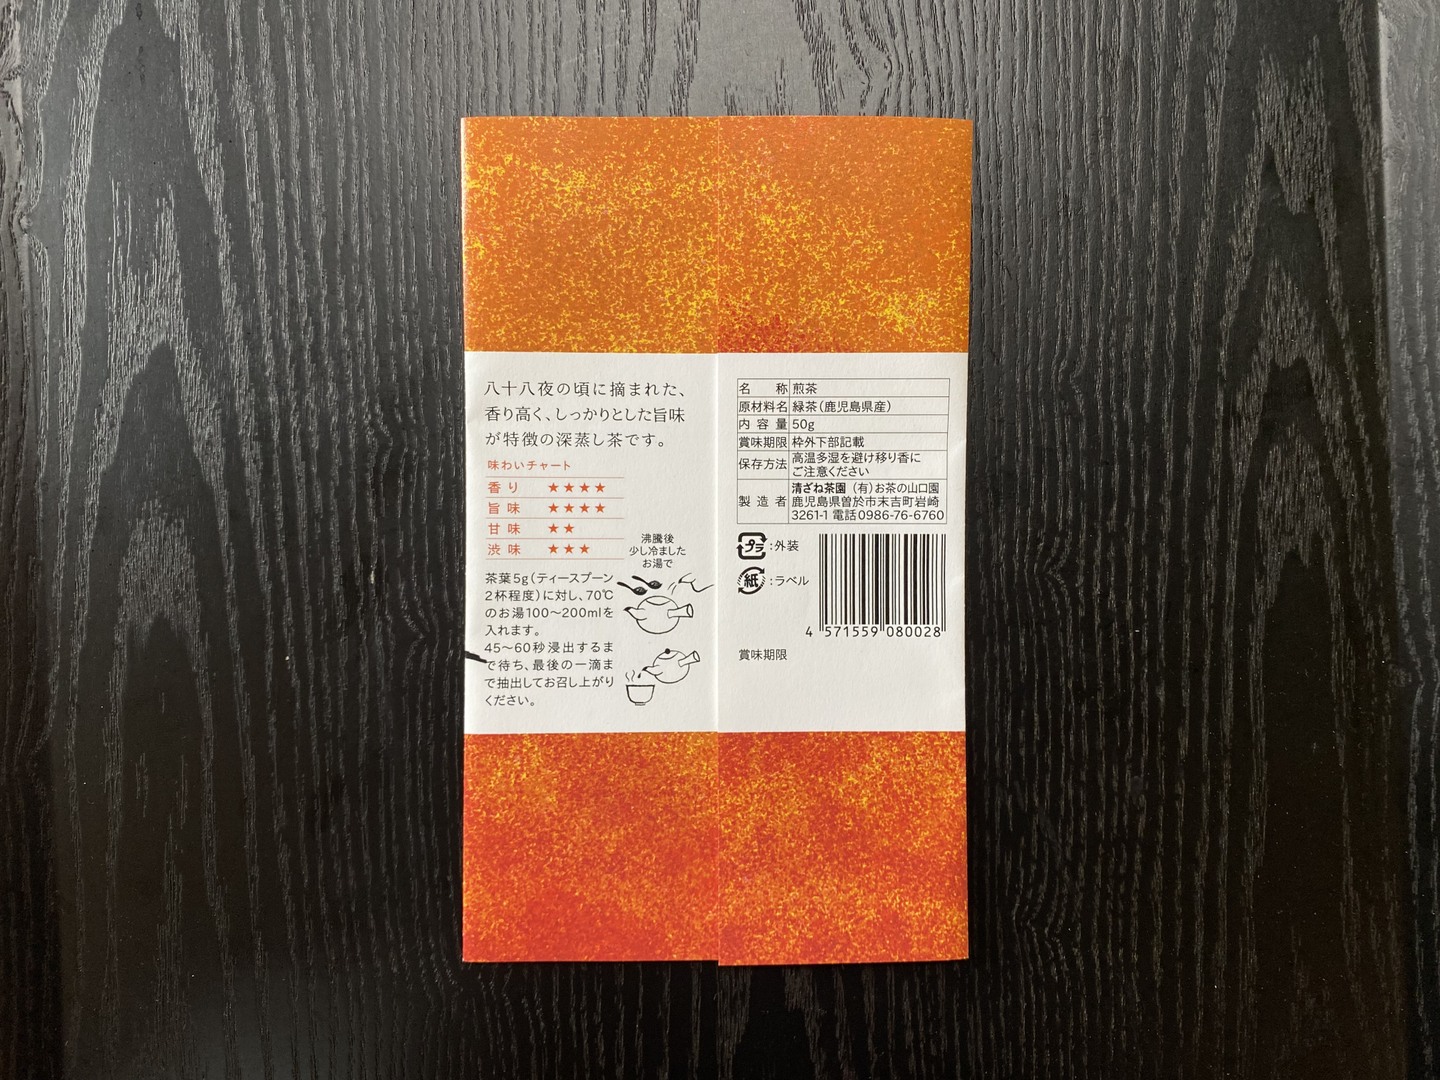 八十八夜の頃に摘まれた、
香り高く、しっかりとした旨味
が特徴の深蒸し茶です。
味わいチャート
香り ★★★★
旨味 ★★★★
甘味 ★★
渋味 ★★★
沸騰後
少し冷ました
お湯で
茶葉5g(ティースプーン
2杯程度)に対し、70℃
のお湯100〜200mlを
入れます。
45〜60秒浸出するま
で待ち、最後の一滴ま
で抽出してお召し上がり
ください。
名称 煎茶
原材料名 緑茶(鹿児島県産)
内容量 50g
賞味期限 枠外下部記載
保存方法 高温多湿を避け移り香に
ご注意ください
製造者 清ざね茶園 (有)お茶の山口園
鹿児島県曽於市末吉町岩崎
3261-1 電話0986-76-6760
プラ :外装
紙 :ラベル
4 571559 080028
賞味期限